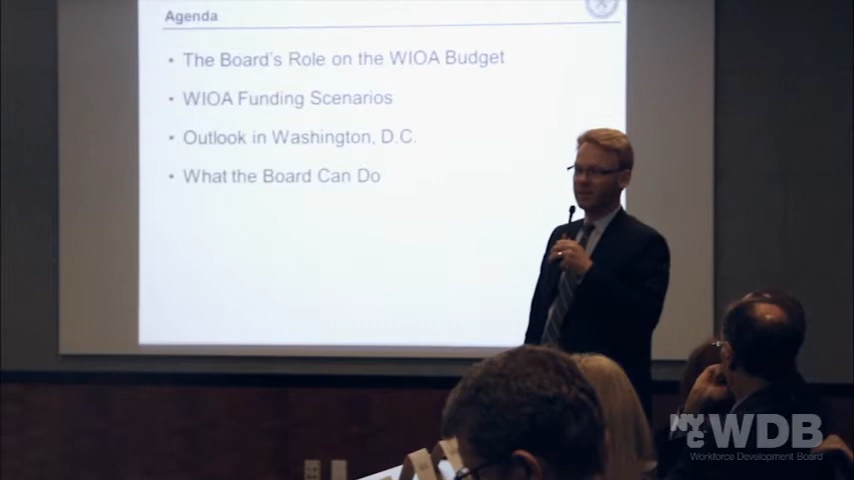 Agenda
• The Board's Role on the WIOA Budget
• WIOA Funding Scenarios
• Outlook in Washington, D.C.
• What the Board Can Do
NYC WDB
Workforce Development Board